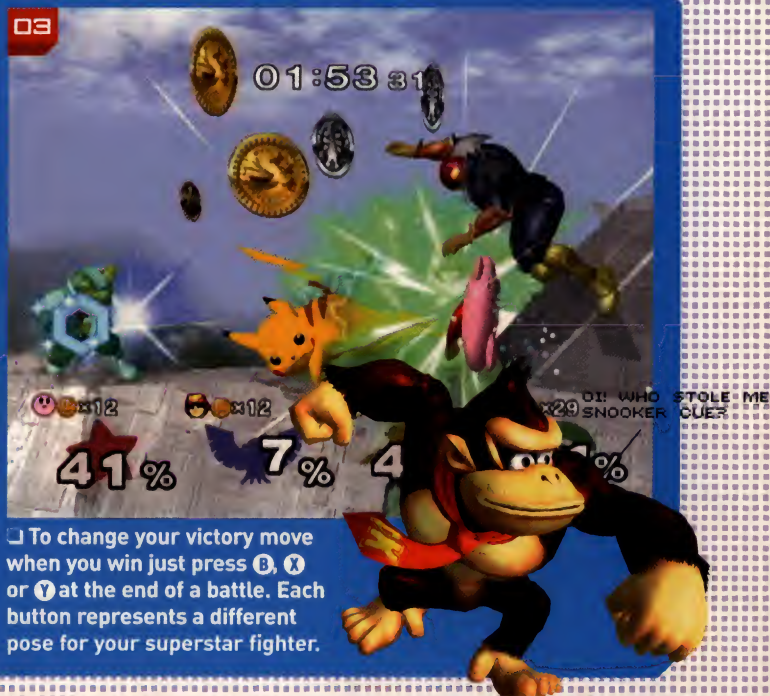 03
01:53 31
×12
×12
×29
41%
7%
4
%
OI! WHO STOLE ME
SNOOKER CUE?
To change your victory move
when you win just press B, X
or Y at the end of a battle. Each
button represents a different
pose for your superstar fighter.